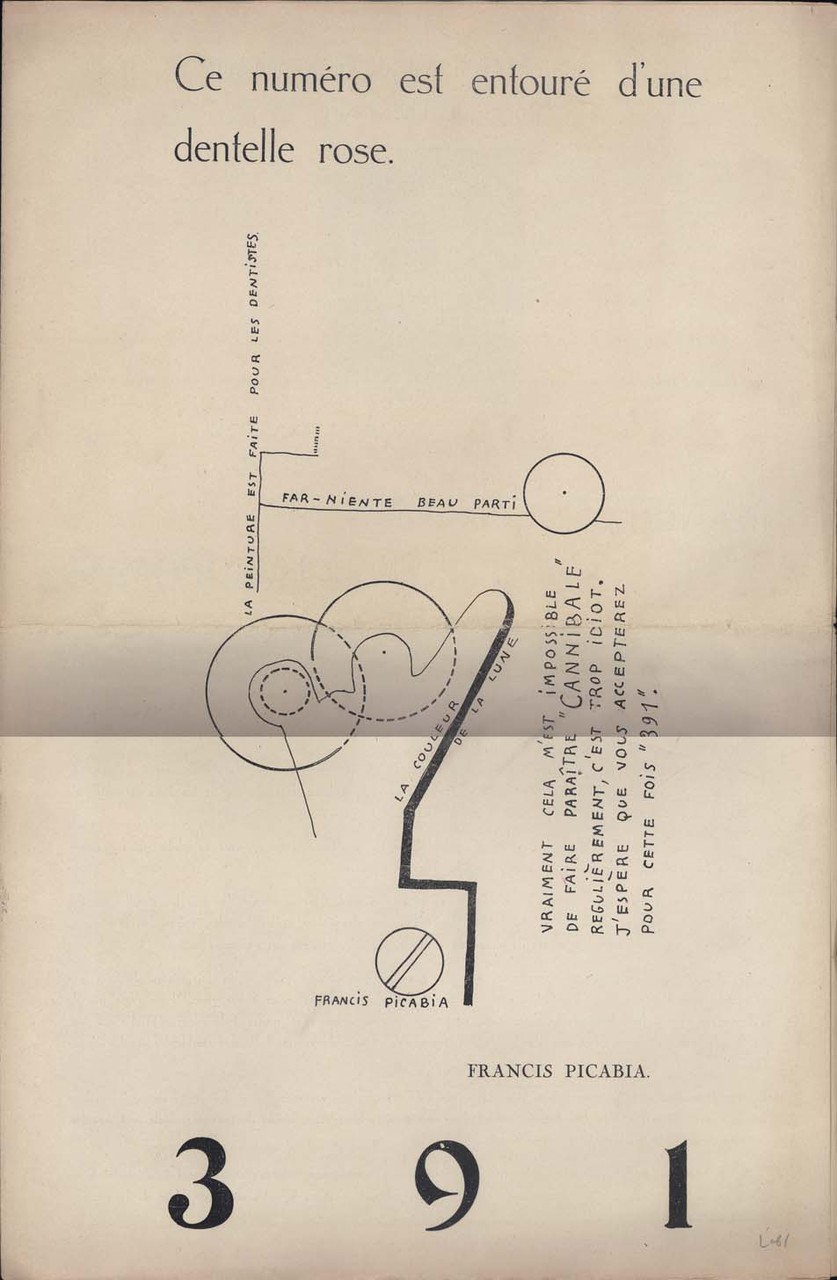 Ce numéro est entouré d'une
dentelle rose.
LA PEINTURE EST FAITE POUR LES DENTISTES.
FAR-NIENTE BEAU PARTI
LA COULEUR
DE LA LUNE
VRAIMENT CELA M'EST IMPOSSIBLE
DE FAIRE PARAÎTRE "CANNIBALE"
REGULIÈREMENT, C'EST TROP IDIOT.
J'ESPÈRE QUE VOUS ACCEPTEREZ
POUR CETTE FOIS "391".
FRANCIS PICABIA
FRANCIS PICABIA.
3 9 1